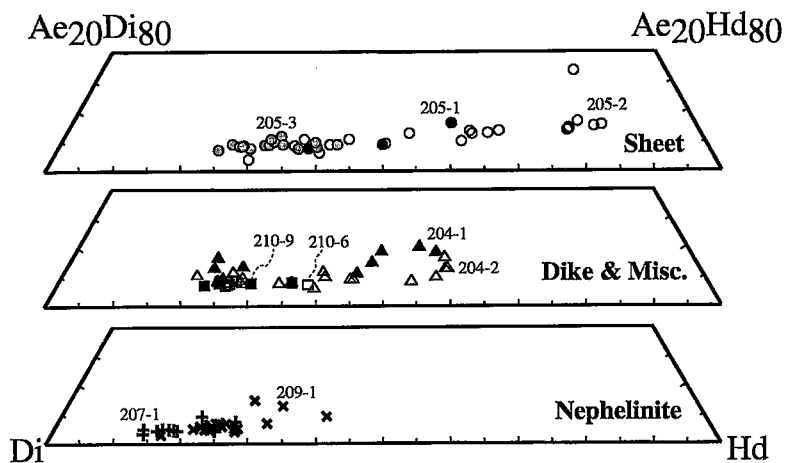 Ae20Di80 Ae20Hd80
205-3 205-1 205-2
Sheet
210-9 210-6 204-1
204-2
Dike & Misc.
207-1 209-1
Nephelinite
Di Hd